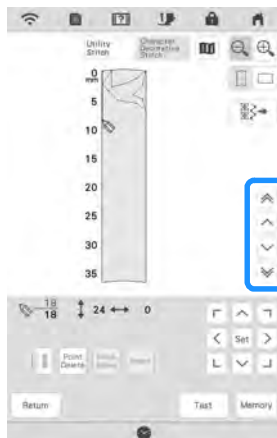 Utility
Stitch
Character
Decorative
Stitch
0
mm
5
10
15
20
25
30
35
18
18
24
0
Point
Delete
Insert
Set
Return
Test
Memory